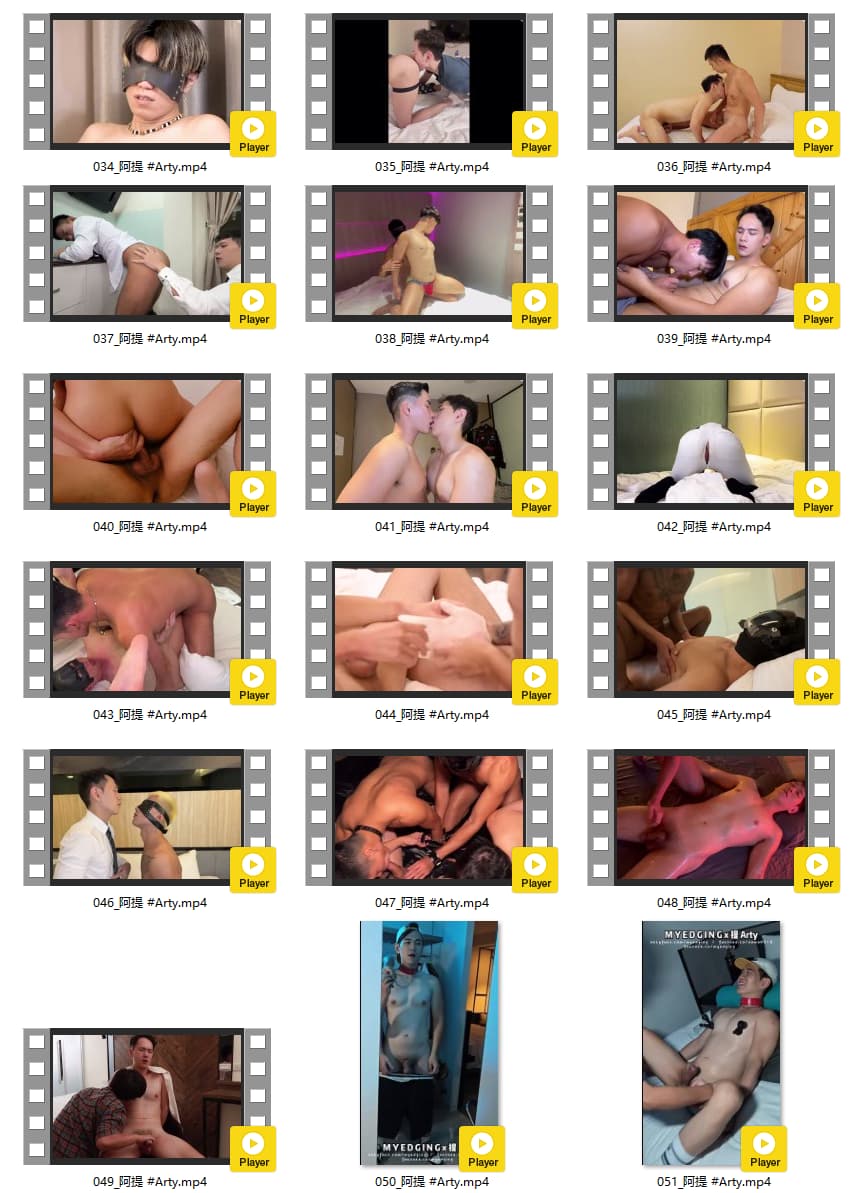 Player
Player
Player
034_阿提 #Arty.mp4
035_阿提 #Arty.mp4
036_阿提 #Arty.mp4
Player
Player
Player
037_阿提 #Arty.mp4
038_阿提 #Arty.mp4
039_阿提 #Arty.mp4
Player
Player
Player
040_阿提 #Arty.mp4
041_阿提 #Arty.mp4
042_阿提 #Arty.mp4
Player
Player
Player
043_阿提 #Arty.mp4
044_阿提 #Arty.mp4
045_阿提 #Arty.mp4
Player
Player
Player
046_阿提 #Arty.mp4
047_阿提 #Arty.mp4
048_阿提 #Arty.mp4
MYEDGING x 提 Arty
MYEDGING x 提
Player
Player
Player
049_阿提 #Arty.mp4
050_阿提 #Arty.mp4
051_阿提 #Arty.mp4